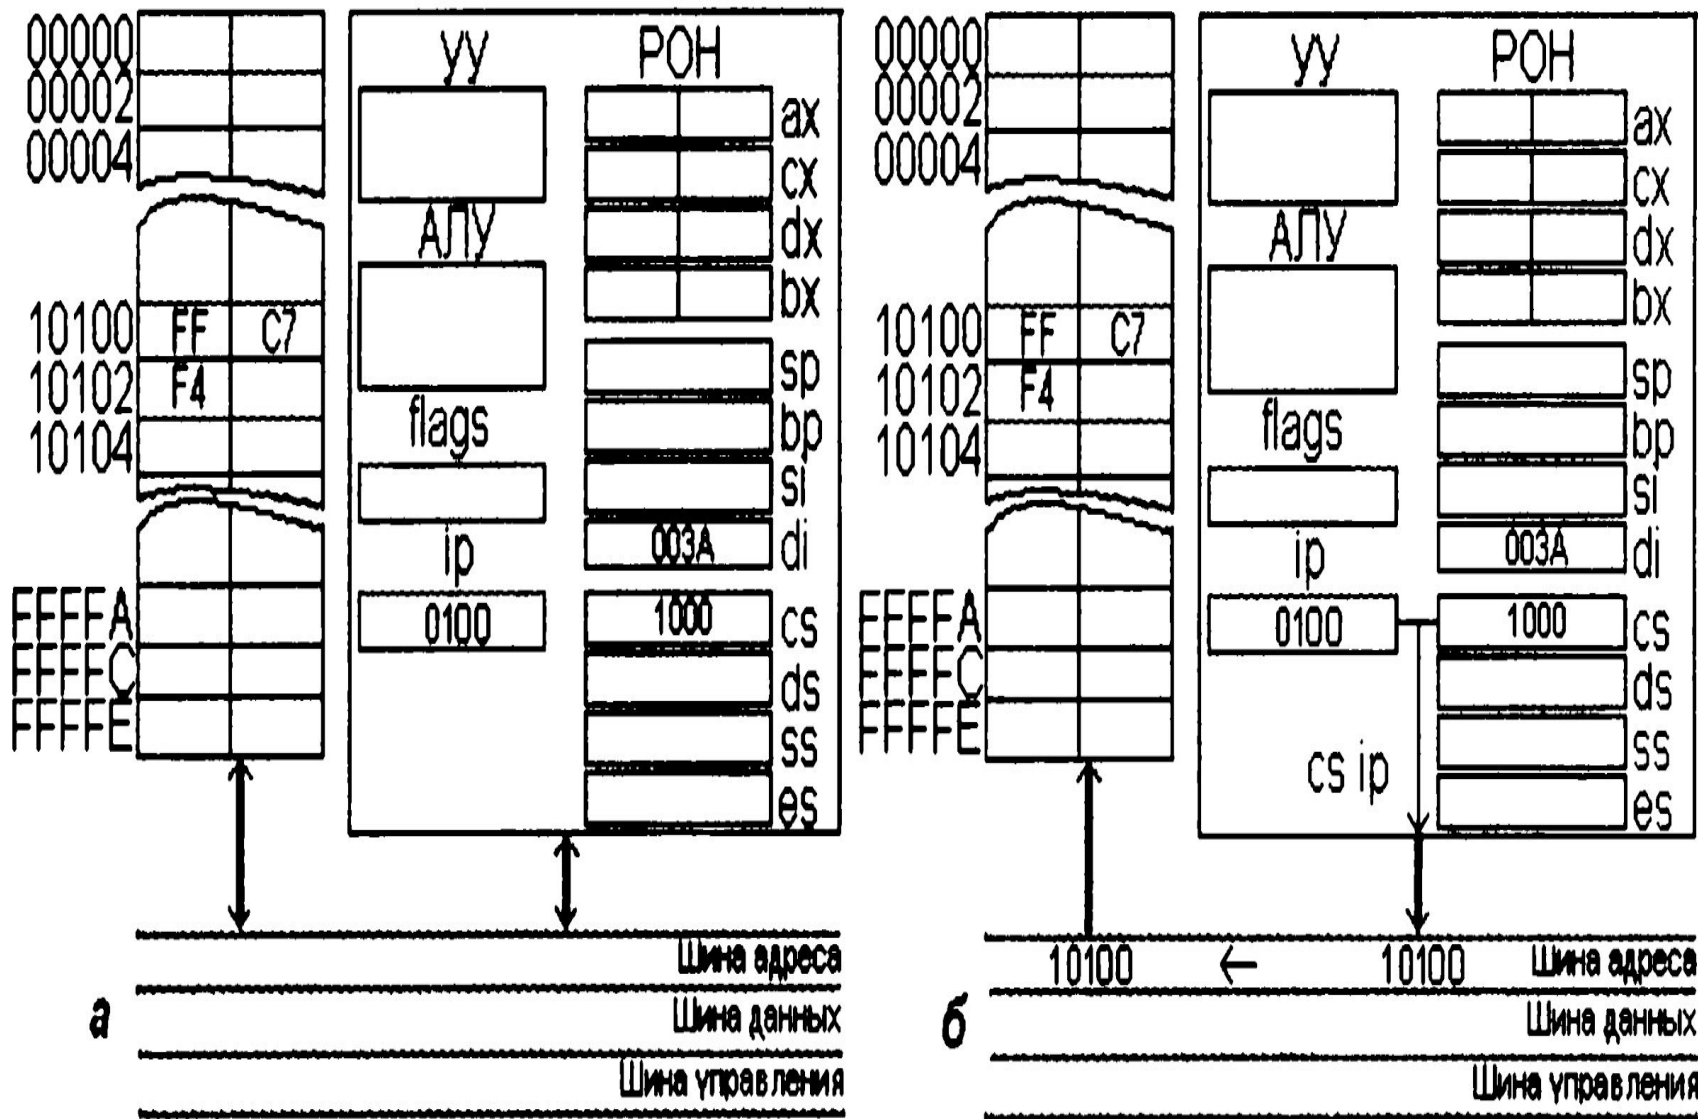 00000
00002
00004
10100 FF C7
10102 F4
10104
FFFFA
FFFFC
FFFFE
УУ
АЛУ
flags
ip
0100
РОН
ax
cx
dx
bx
sp
bp
si
003A di
1000 cs
ds
ss
es
Шина адреса
Шина данных
Шина управления
а
00000
00002
00004
10100 FF C7
10102 F4
10104
FFFFA
FFFFC
FFFFE
УУ
АЛУ
flags
ip
0100
cs ip
РОН
ax
cx
dx
bx
sp
bp
si
003A di
1000 cs
ds
ss
es
10100 ← 10100 Шина адреса
Шина данных
Шина управления
б